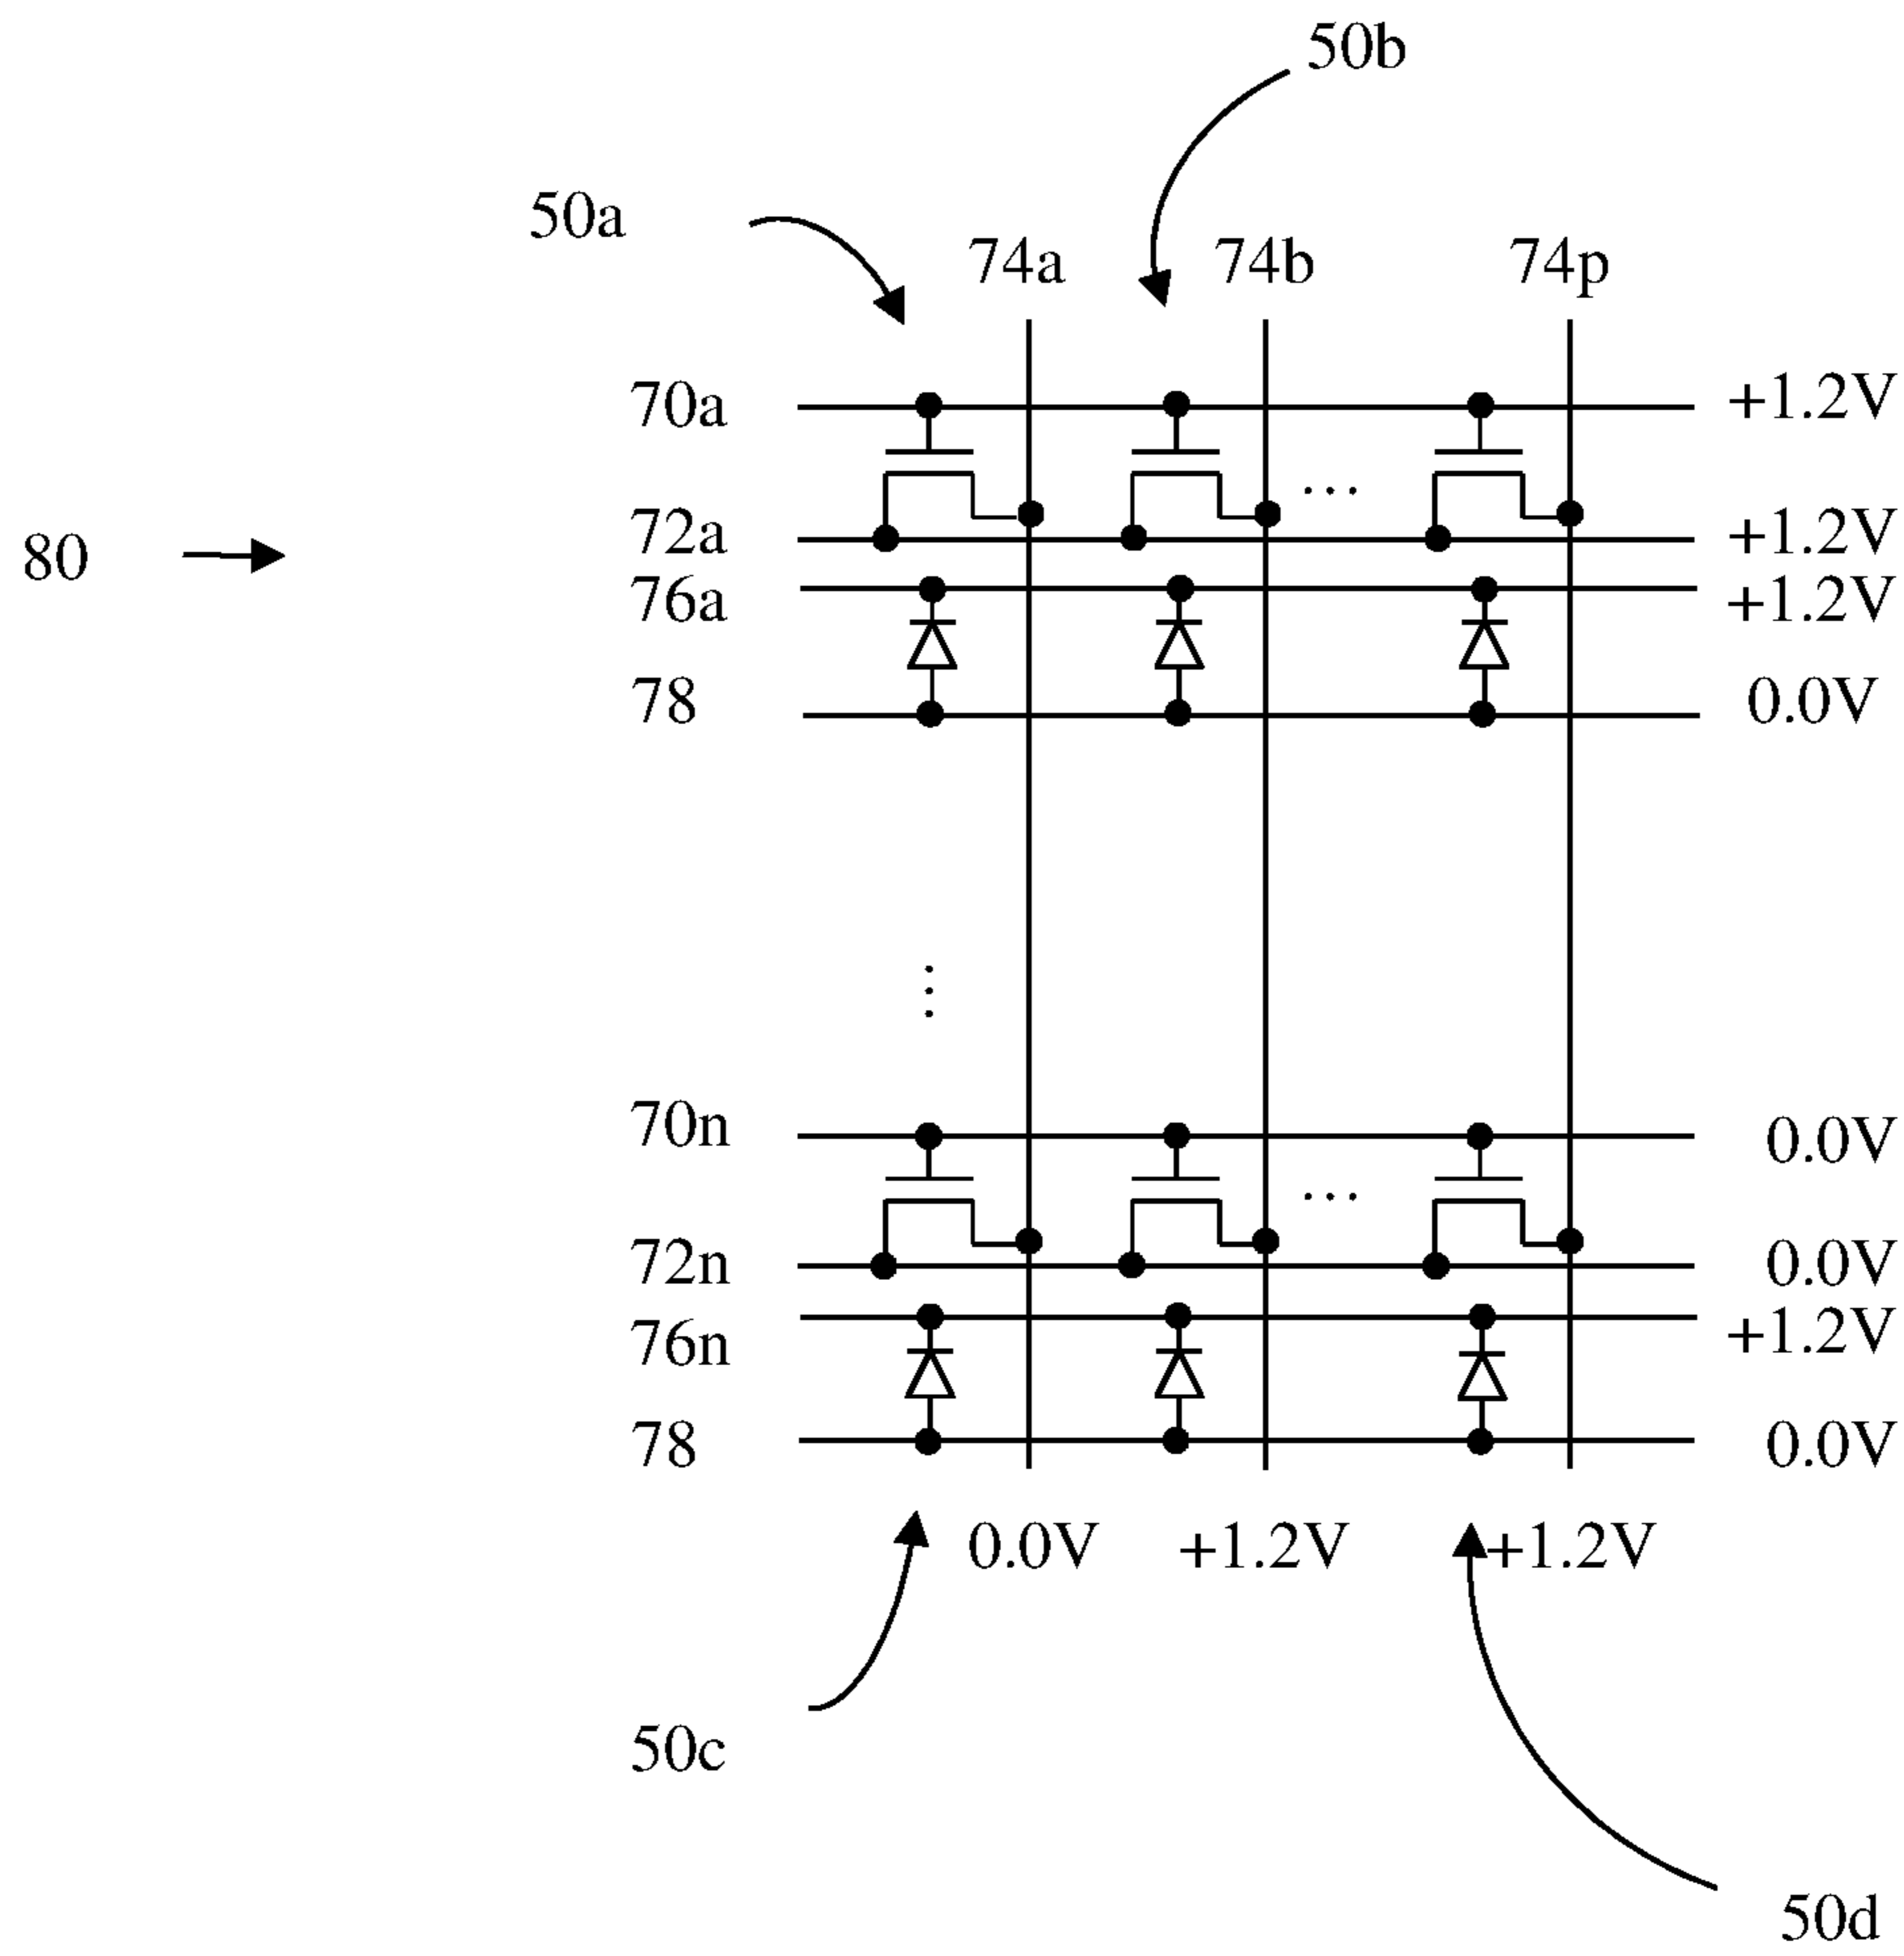 50b
50a
74a 74b 74p
70a +1.2V
...
72a +1.2V
80
76a +1.2V
78 0.0V
⋮
70n 0.0V
...
72n 0.0V
76n +1.2V
78 0.0V
0.0V +1.2V +1.2V
50c
50d